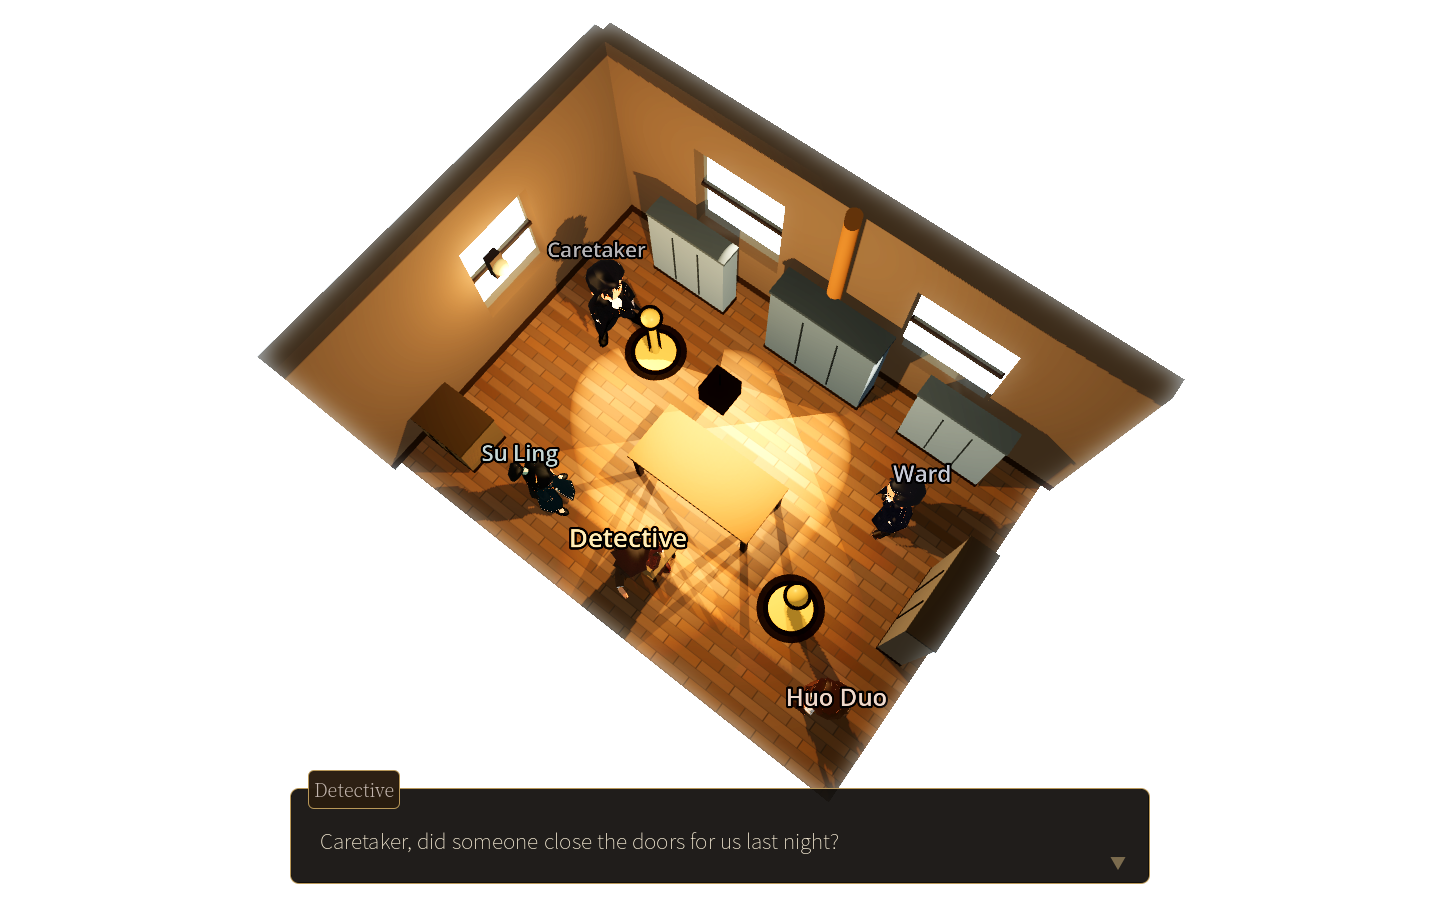 Caretaker
Su Ling
Ward
Detective
Huo Duo
Detective
Caretaker, did someone close the doors for us last night?